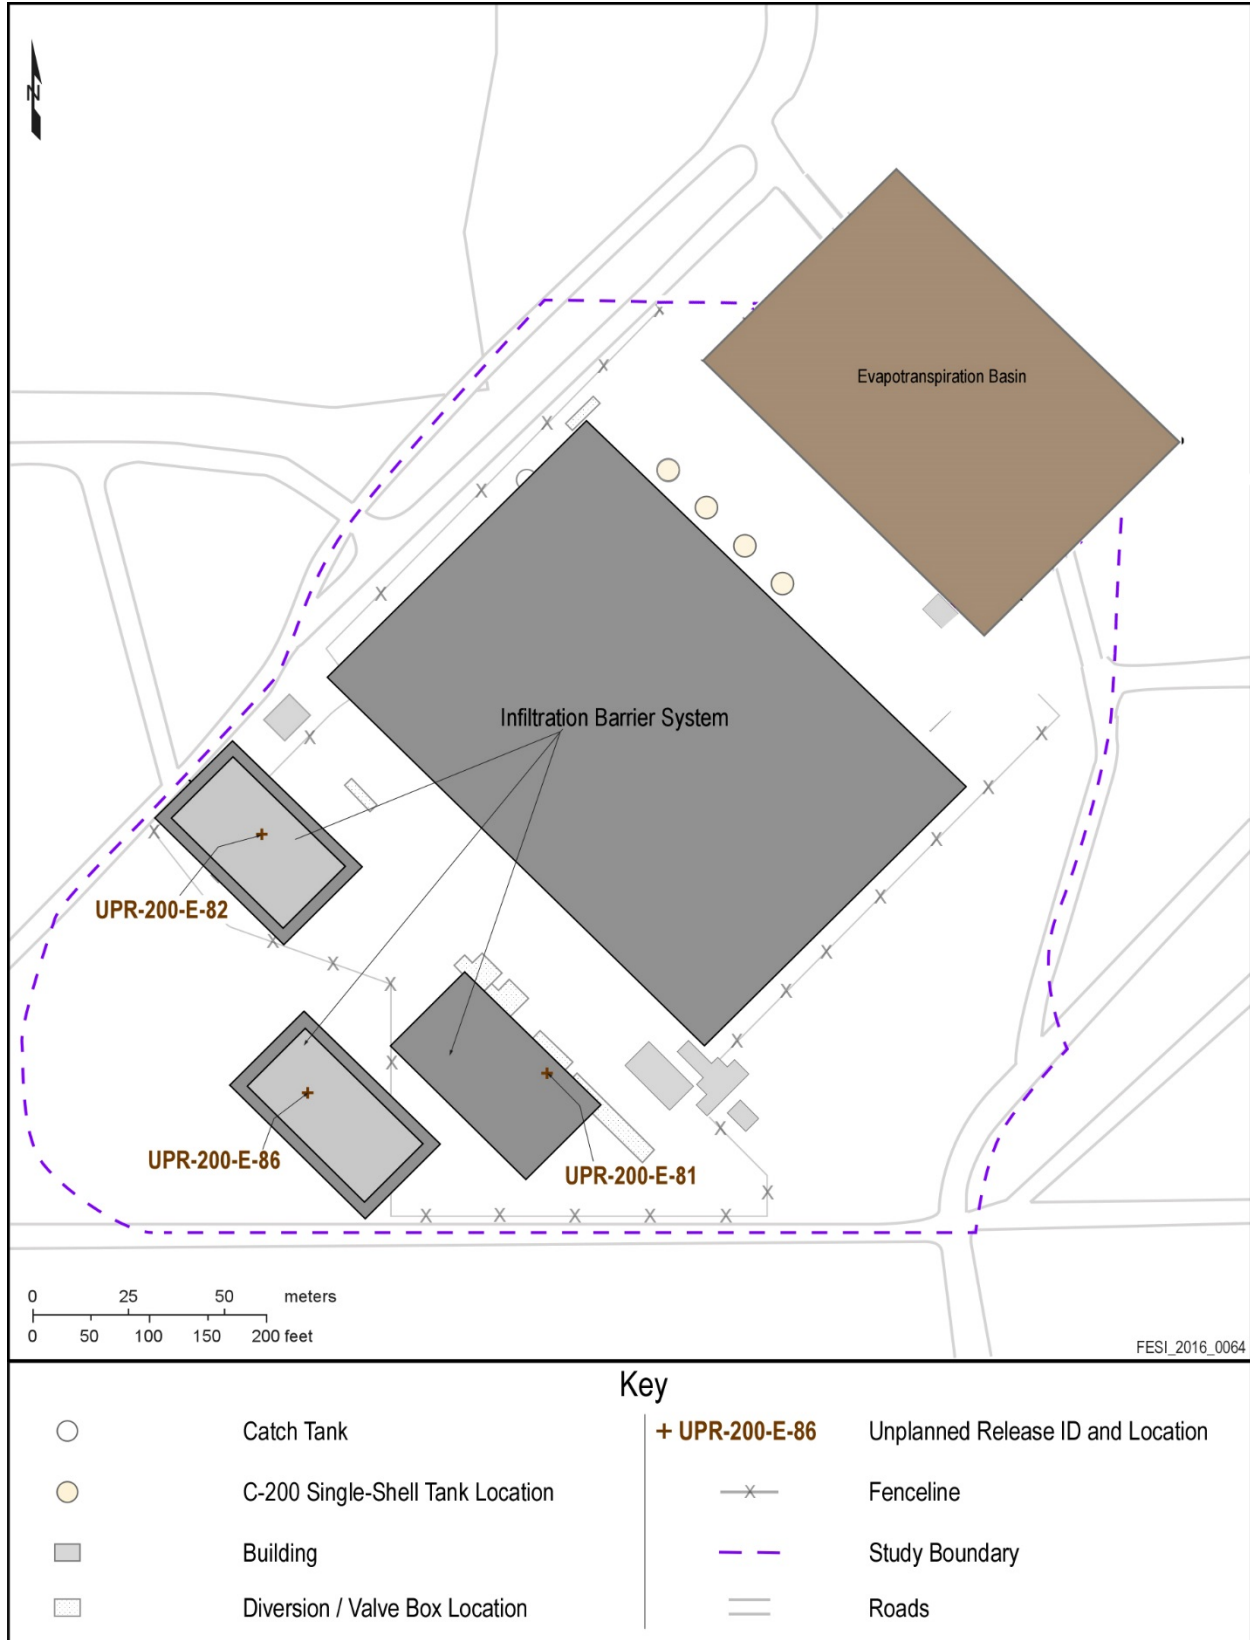 N
Evapotranspiration Basin
Infiltration Barrier System
UPR-200-E-82
UPR-200-E-86
UPR-200-E-81
0 25 50 meters
0 50 100 150 200 feet
FESI_2016_0064
Key
Catch Tank
C-200 Single-Shell Tank Location
Building
Diversion / Valve Box Location
+ UPR-200-E-86 Unplanned Release ID and Location
Fenceline
Study Boundary
Roads